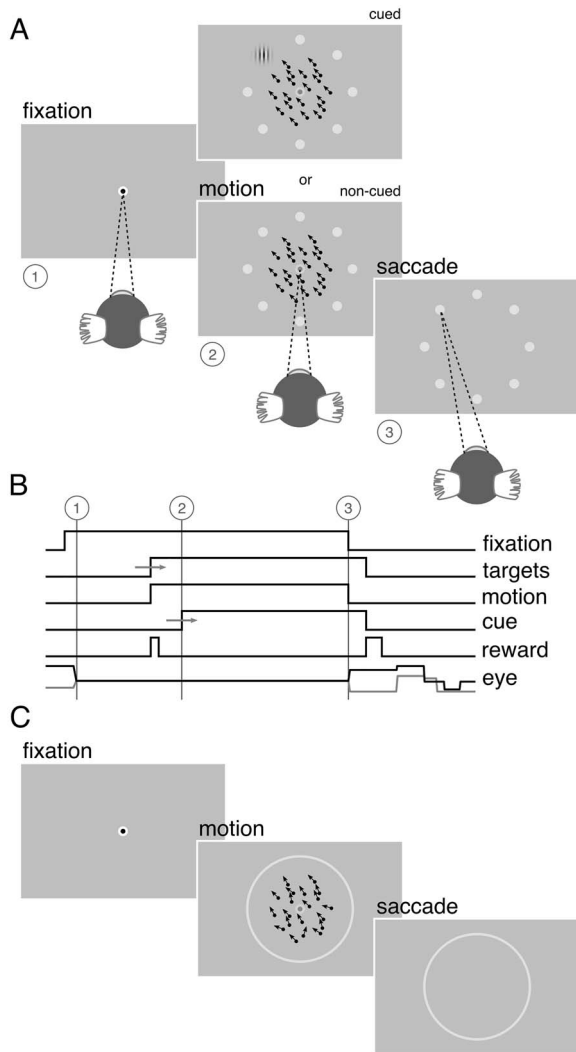 A
cued
fixation
or
motion
non-cued
saccade
1
2
3
B
1
2
3
fixation
targets
motion
cue
reward
eye
C
fixation
motion
saccade